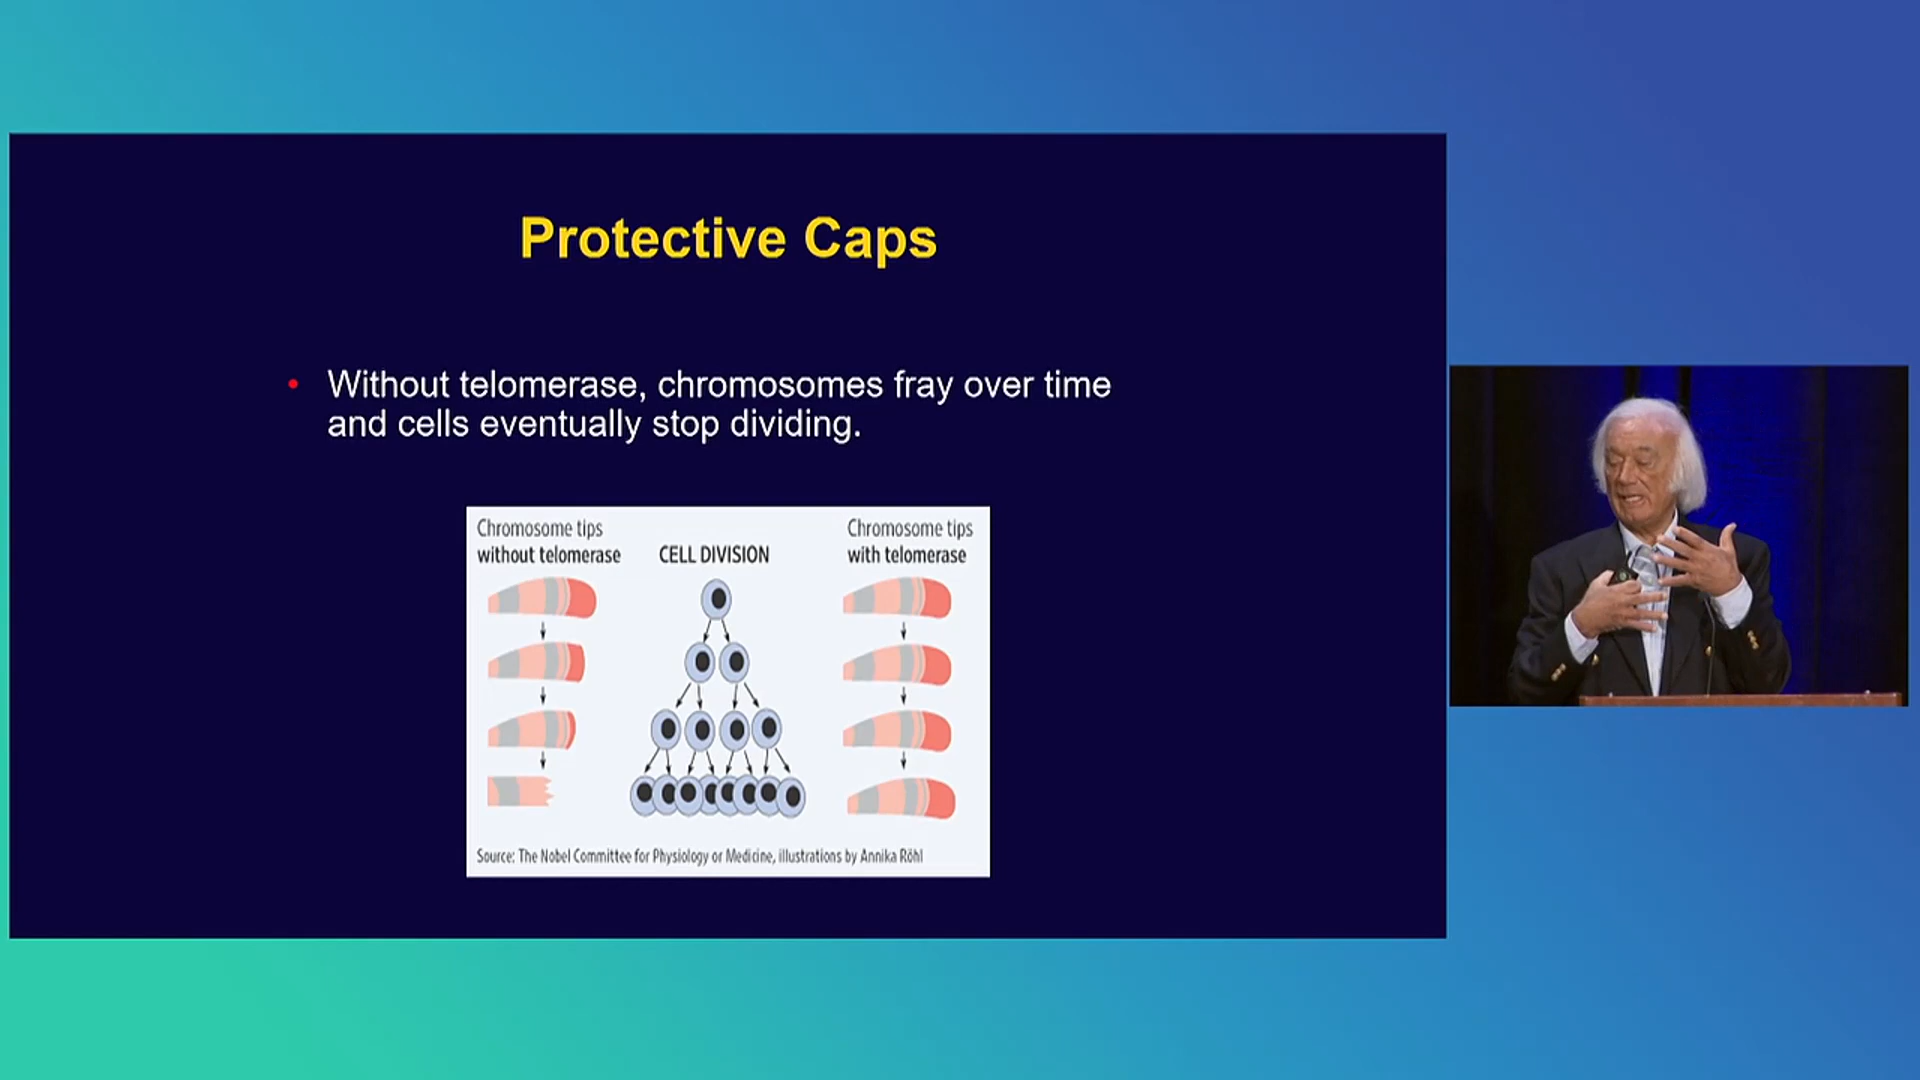 Protective Caps
• Without telomerase, chromosomes fray over time
and cells eventually stop dividing.
Chromosome tips
without telomerase
CELL DIVISION
Chromosome tips
with telomerase
Source: The Nobel Committee for Physiology or Medicine, illustrations by Annika Röhl